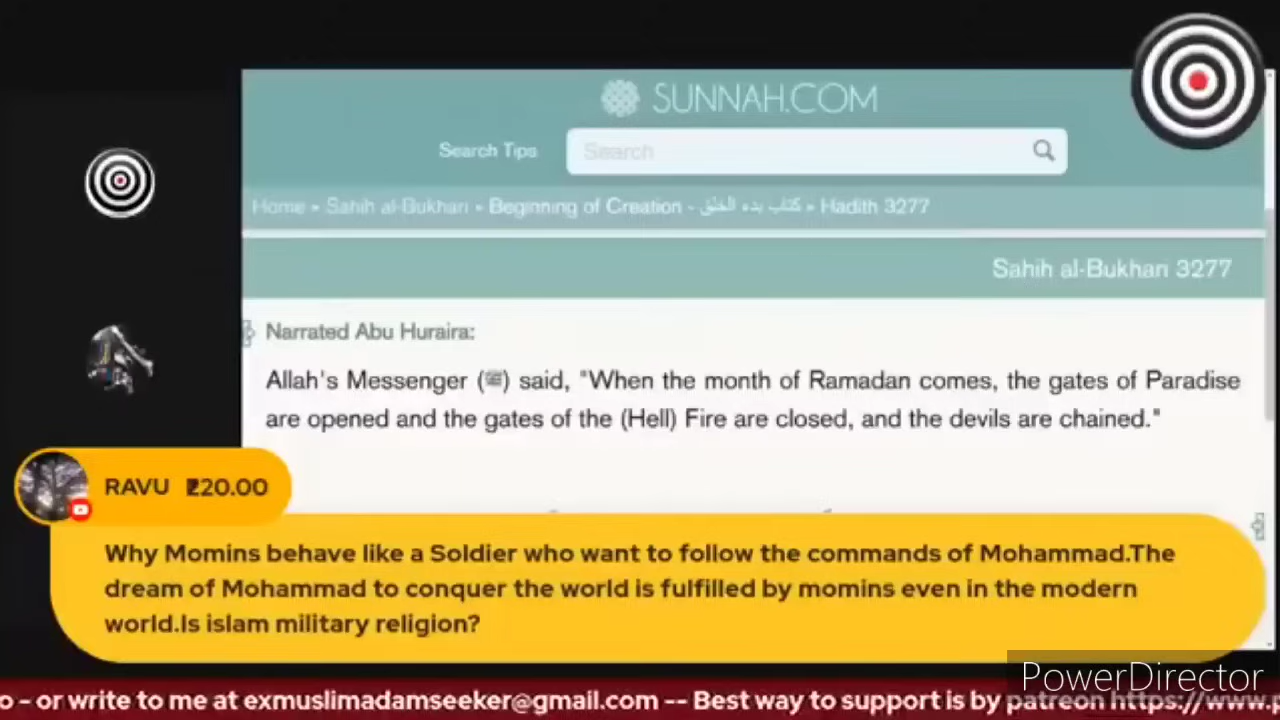 SUNNAH.COM
Search Tips
Search
Home » Sahih al-Bukhari » Beginning of Creation - كتاب بدء الخلق » Hadith 3277
Sahih al-Bukhari 3277
Narrated Abu Huraira:
Allah's Messenger (ﷺ) said, "When the month of Ramadan comes, the gates of Paradise
are opened and the gates of the (Hell) Fire are closed, and the devils are chained."
RAVU ₹20.00
Why Momins behave like a Soldier who want to follow the commands of Mohammad.The
dream of Mohammad to conquer the world is fulfilled by momins even in the modern
world.Is islam military religion?
PowerDirector
o - or write to me at exmuslimadamseeker@gmail.com -- Best way to support is by patreon https://www.p